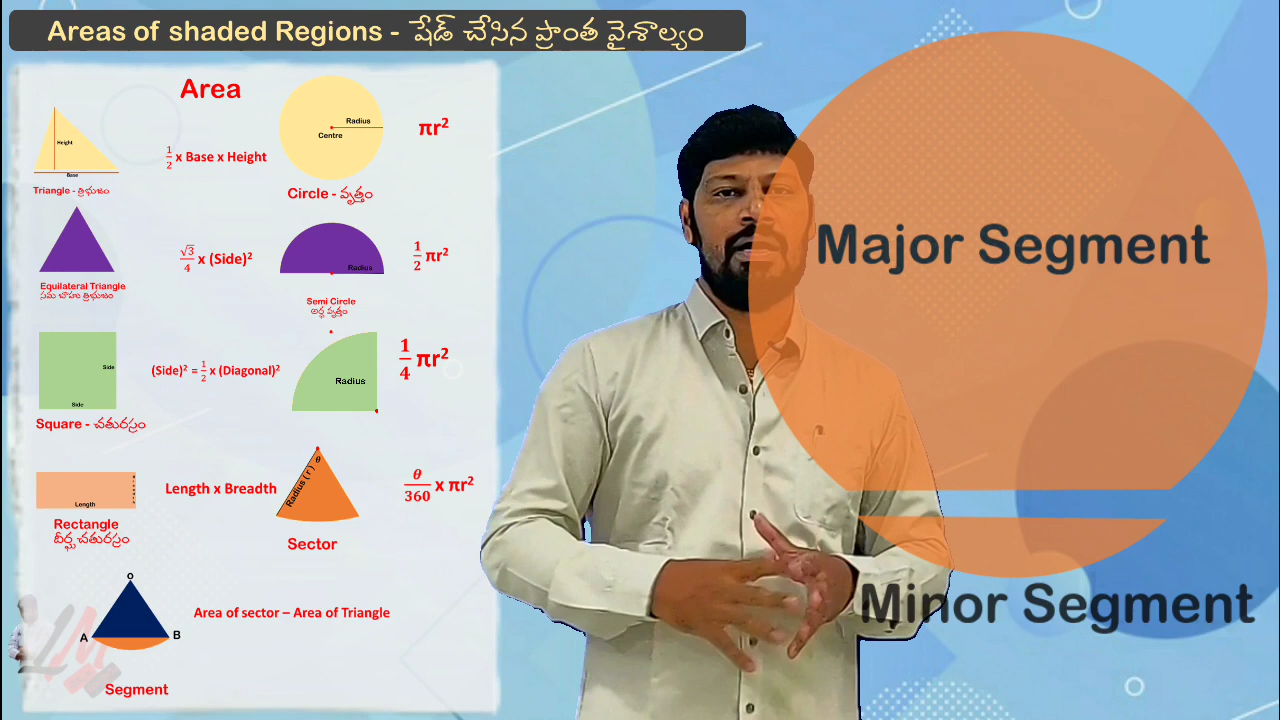 Areas of shaded Regions - షేడ్ చేసిన ప్రాంత వైశాల్యం
Area
Height
Base
Triangle - త్రిభుజం
1/2 x Base x Height
Radius
Centre
Circle - వృత్తం
πr²
Equilateral Triangle
సమ బాహు త్రిభుజం
√3/4 x (Side)²
Radius
Semi Circle
అర్ధ వృత్తం
1/2 πr²
Side
Side
Square - చతురస్రం
(Side)² = 1/2 x (Diagonal)²
Radius
1/4 πr²
Length
Rectangle
దీర్ఘ చతురస్రం
Length x Breadth
Radius ( r )
θ
Sector
θ/360 x πr²
O
A
B
Segment
Area of sector – Area of Triangle
Major Segment
Minor Segment